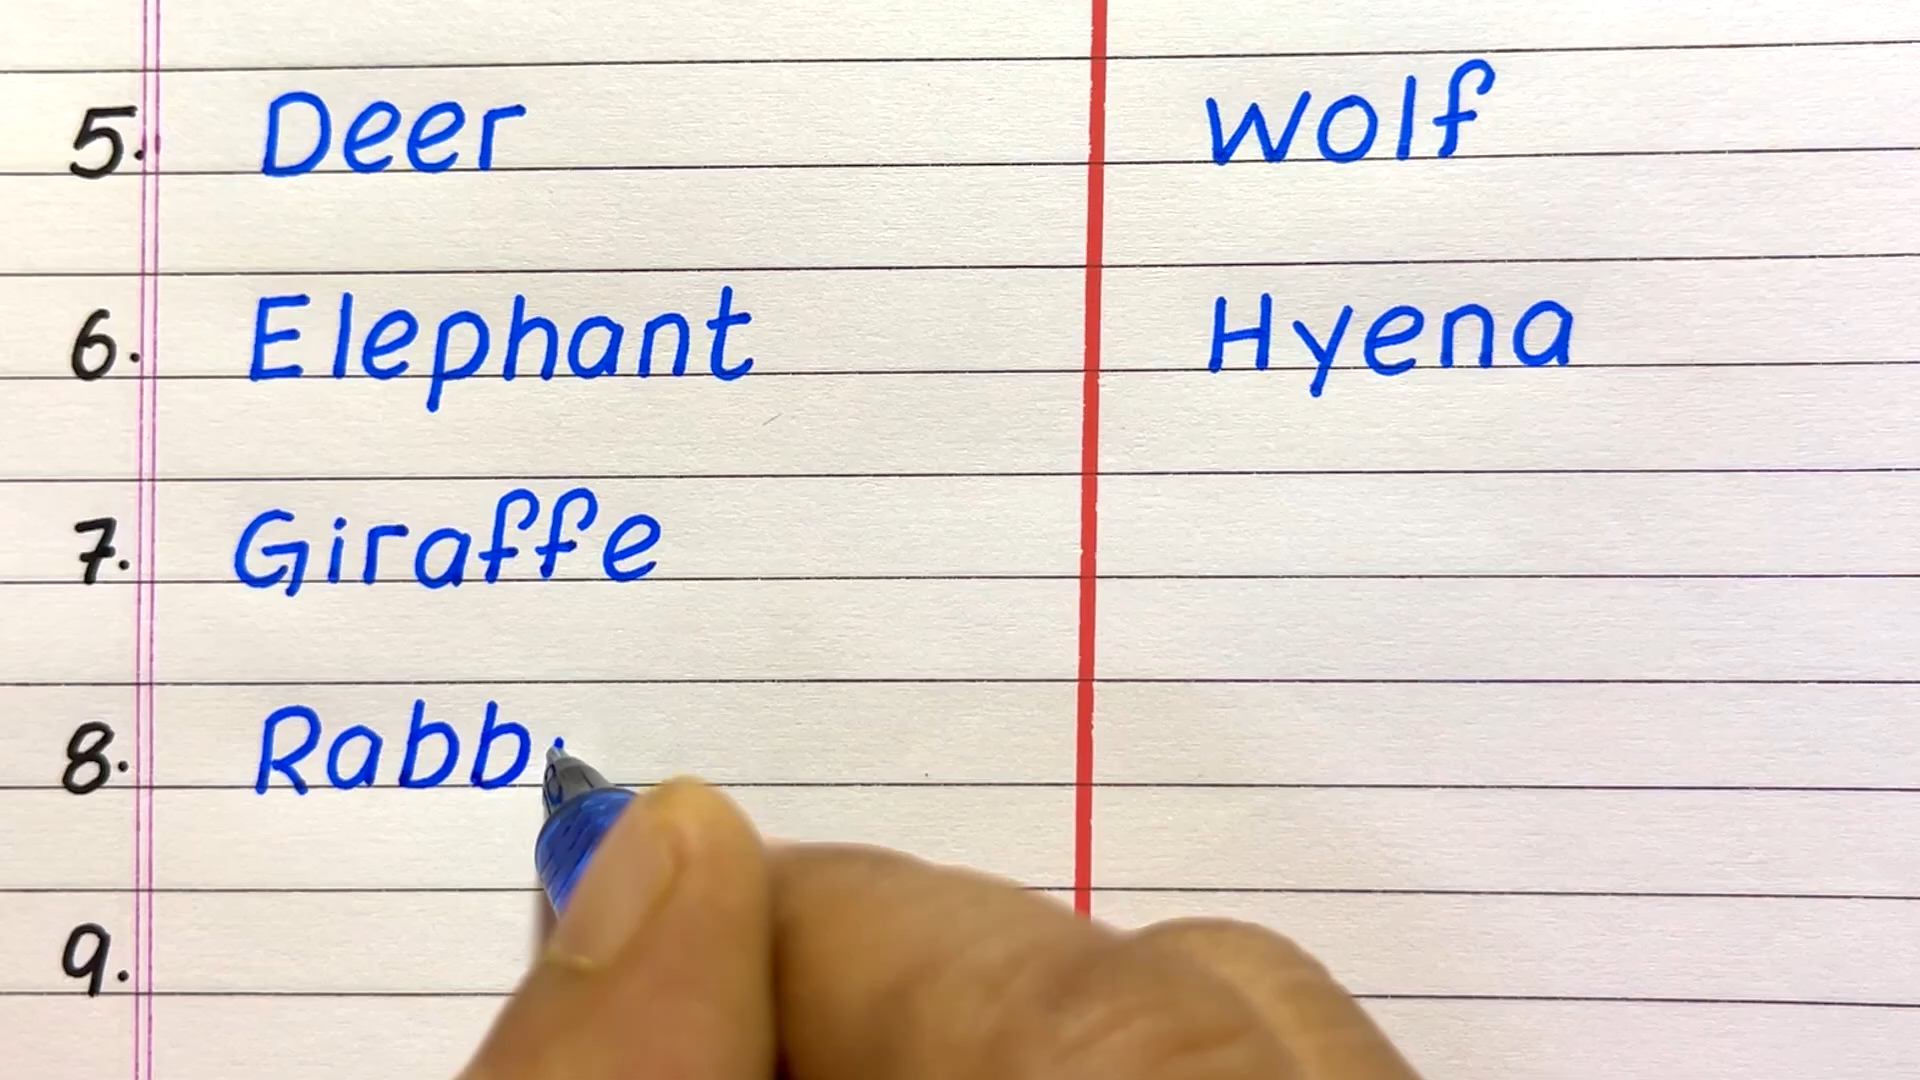 5. Deer Wolf
6. Elephant Hyena
7. Giraffe
8. Rabb
9.